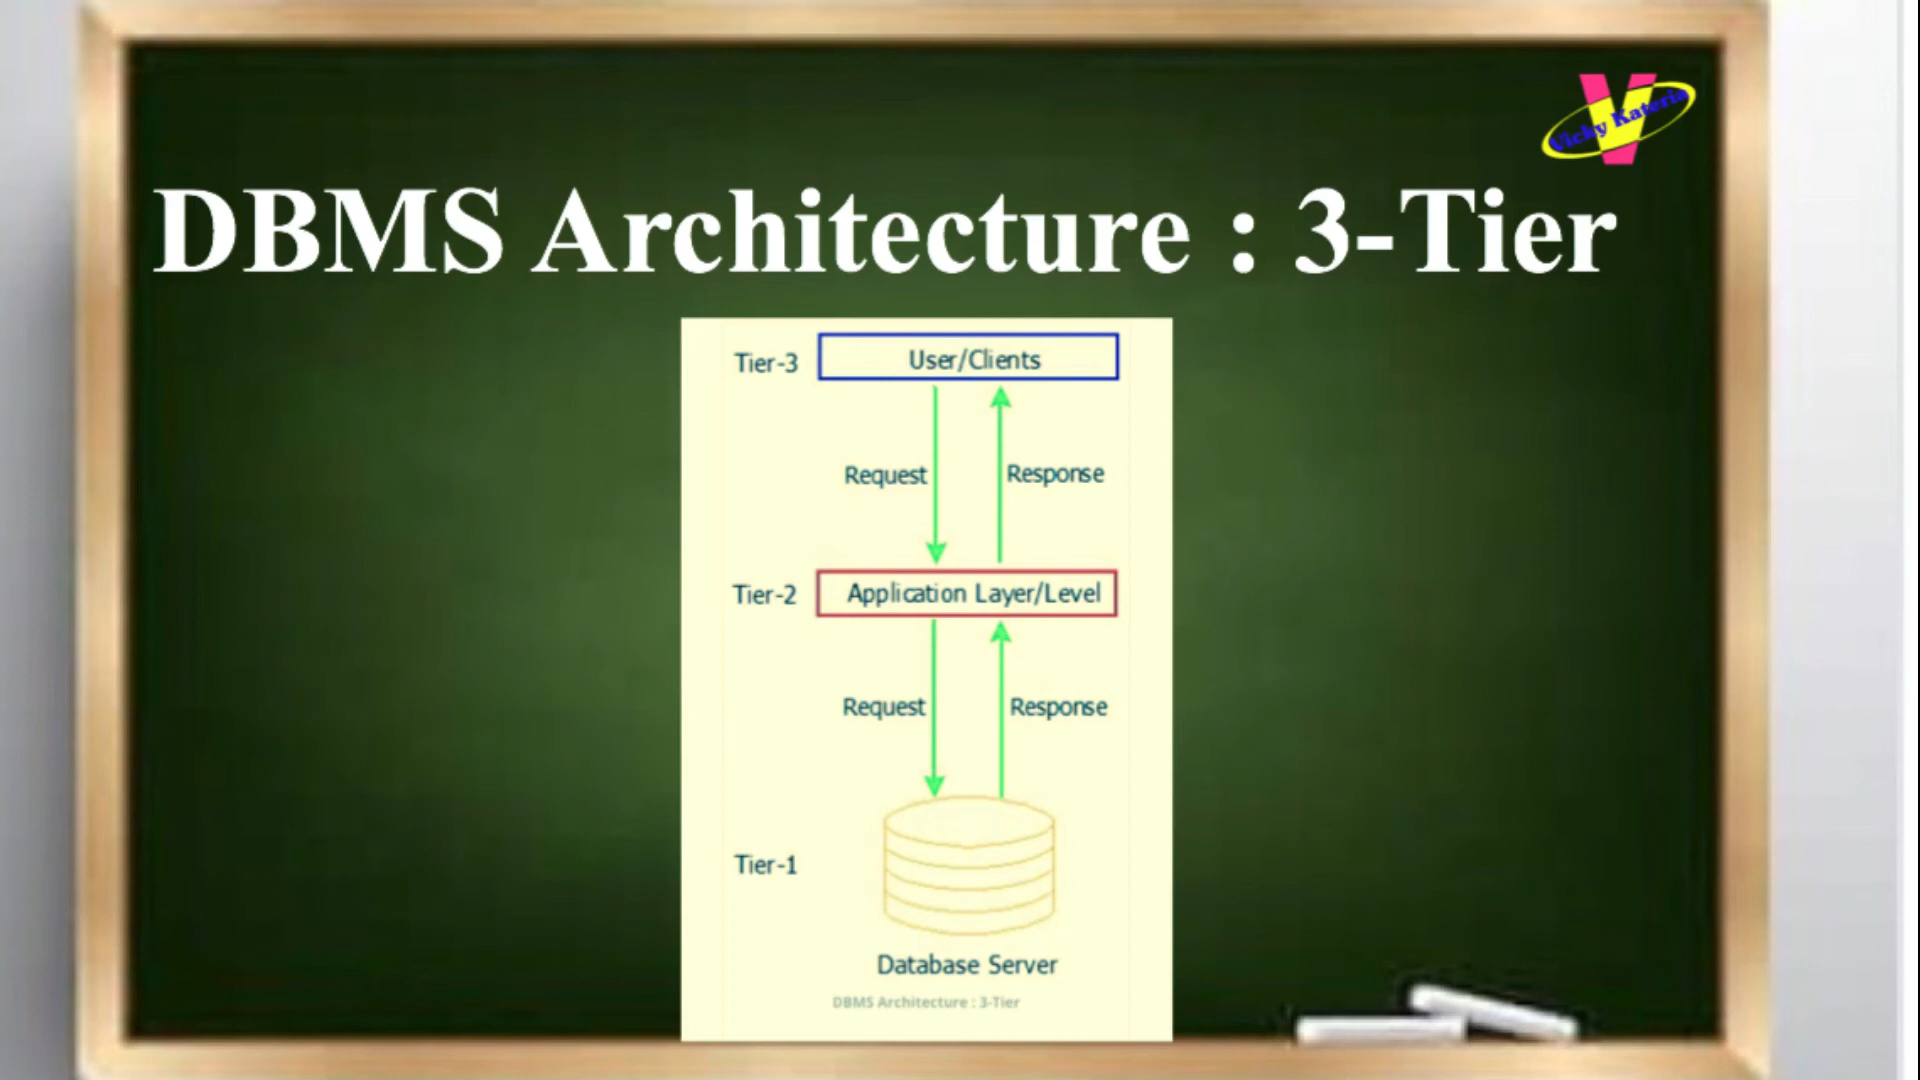 Vicky Kateria
DBMS Architecture : 3-Tier
Tier-3 User/Clients
Request Response
Tier-2 Application Layer/Level
Request Response
Tier-1
Database Server
DBMS Architecture : 3-Tier